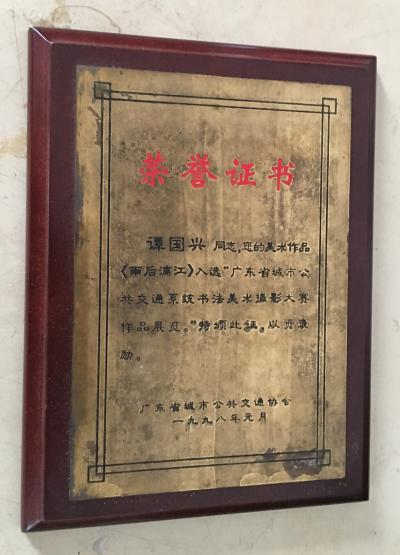 荣誉证书
谭国兴 同志，您的美术作品
《雨后漓江》入选“广东省城市公
共交通系统书法美术摄影大赛
作品展览。”特颁此证，以资衷
励。
广东省城市公共交通协会
一九九八年元月